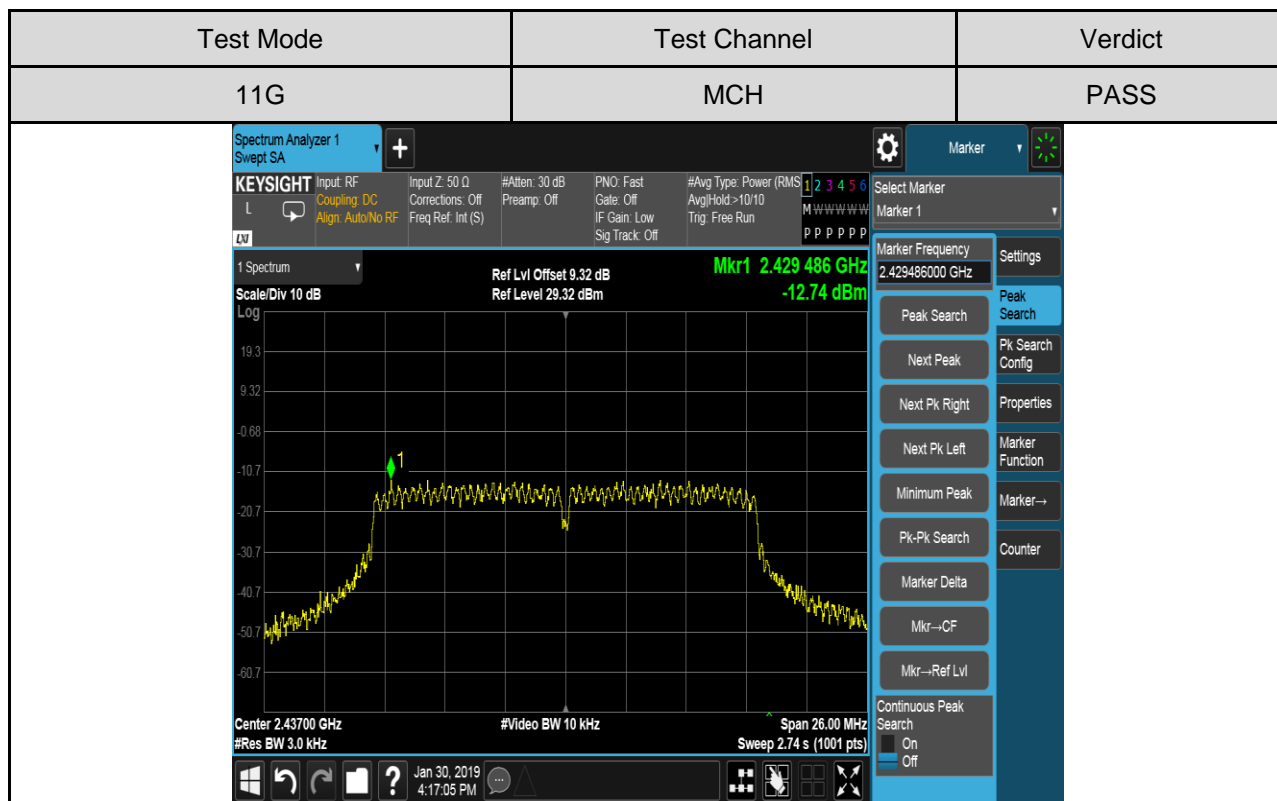 Test Mode Test Channel Verdict
11G MCH PASS
Spectrum Analyzer 1
Swept SA
+
Marker
KEYSIGHT
L
LXI
Input: RF
Coupling: DC
Align: Auto/No RF
Input Z: 50 Ω
Corrections: Off
Freq Ref: Int (S)
#Atten: 30 dB
Preamp: Off
PNO: Fast
Gate: Off
IF Gain: Low
Sig Track: Off
#Avg Type: Power (RMS
Avg|Hold:>10/10
Trig: Free Run
1 2 3 4 5 6
M W W W W W
P P P P P P
Select Marker
Marker 1
1 Spectrum
Scale/Div 10 dB
Log
Ref Lvl Offset 9.32 dB
Ref Level 29.32 dBm
Mkr1 2.429 486 GHz
-12.74 dBm
19.3
9.32
-0.68
-10.7
-20.7
-30.7
-40.7
-50.7
-60.7
1
Center 2.43700 GHz
#Res BW 3.0 kHz
#Video BW 10 kHz
Span 26.00 MHz
Sweep 2.74 s (1001 pts)
Marker Frequency
2.429486000 GHz
Peak Search
Next Peak
Next Pk Right
Next Pk Left
Minimum Peak
Pk-Pk Search
Marker Delta
Mkr→CF
Mkr→Ref Lvl
Continuous Peak
Search
On
Off
Settings
Peak
Search
Pk Search
Config
Properties
Marker
Function
Marker→
Counter
?
Jan 30, 2019
4:17:05 PM